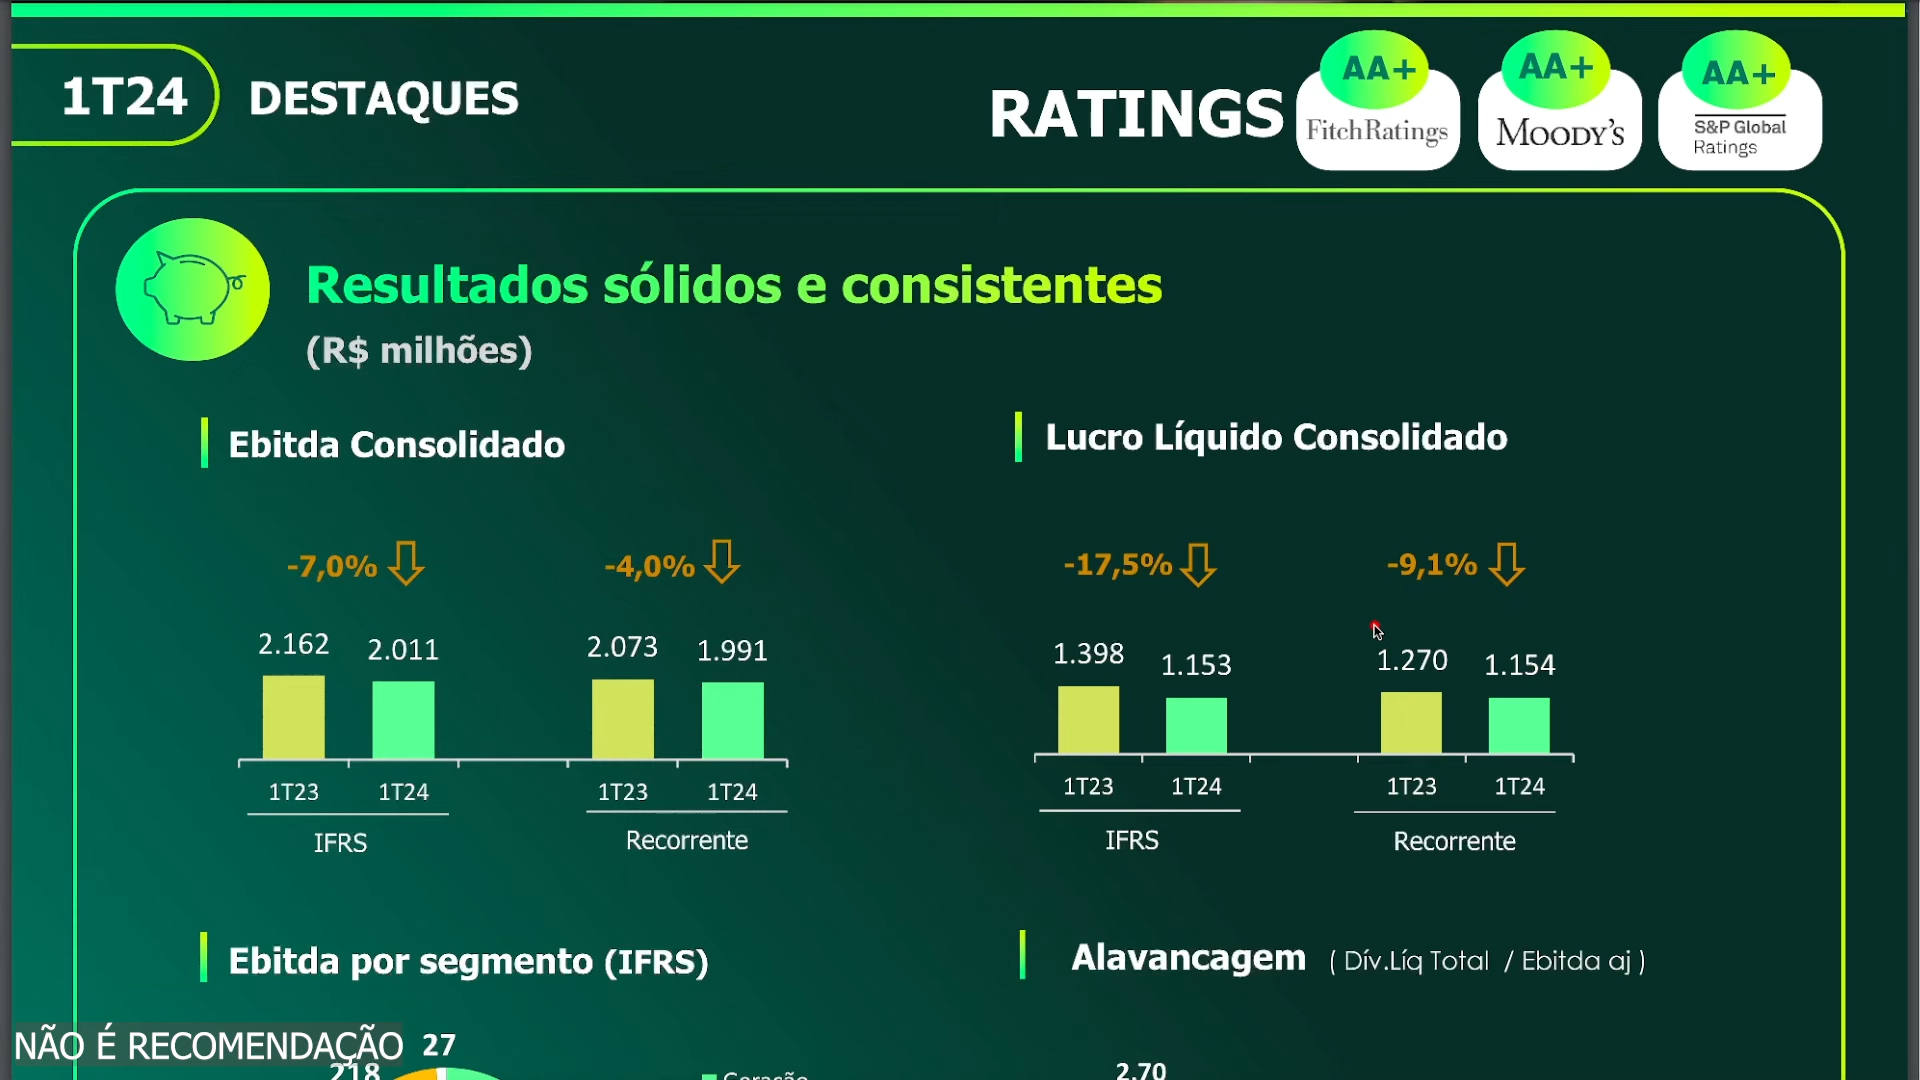 1T24
DESTAQUES
RATINGS
AA+
FitchRatings
AA+
MOODY'S
AA+
S&P Global
Ratings
Resultados sólidos e consistentes
(R$ milhões)
Ebitda Consolidado
-7,0%
-4,0%
2.162
2.011
2.073
1.991
1T23
1T24
1T23
1T24
IFRS
Recorrente
Lucro Líquido Consolidado
-17,5%
-9,1%
1.398
1.153
1.270
1.154
1T23
1T24
1T23
1T24
IFRS
Recorrente
Ebitda por segmento (IFRS)
27
218
Geração
Alavancagem ( Dív.Líq Total / Ebitda aj )
2.70
NÃO É RECOMENDAÇÃO